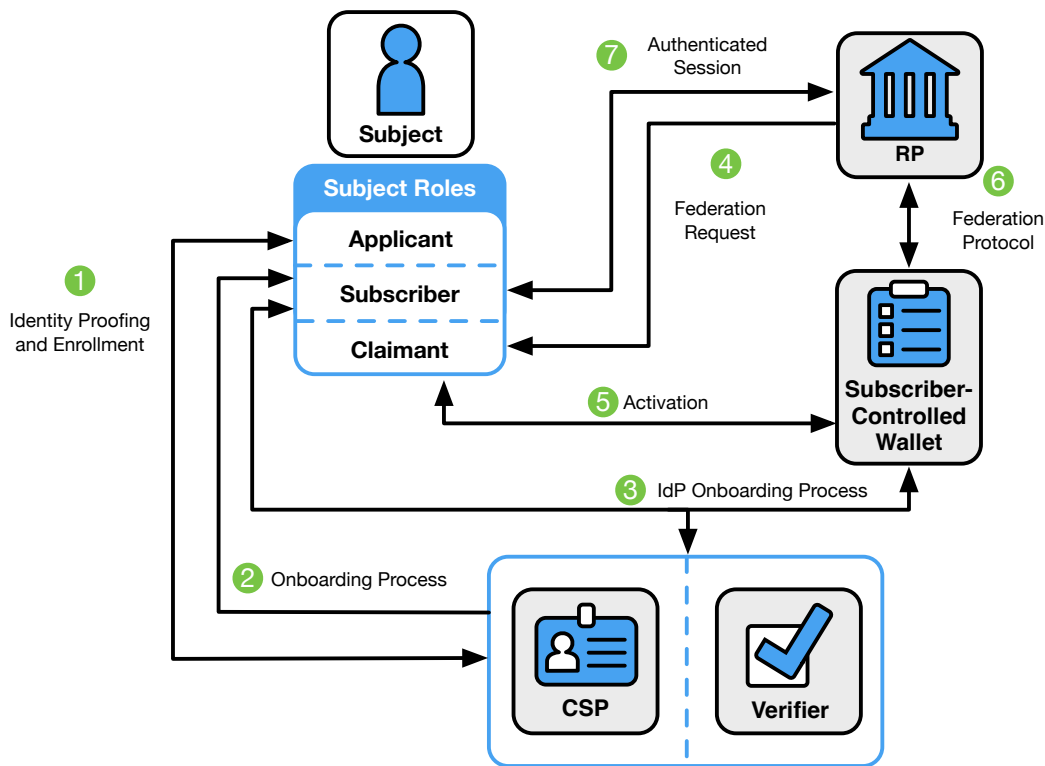 7
Authenticated
Session
Subject
RP
Subject Roles
4
6
Federation
Request
Federation
Protocol
Applicant
1
Subscriber
Identity Proofing
and Enrollment
Claimant
Subscriber-
Controlled
Wallet
5 Activation
3 IdP Onboarding Process
2 Onboarding Process
CSP
Verifier